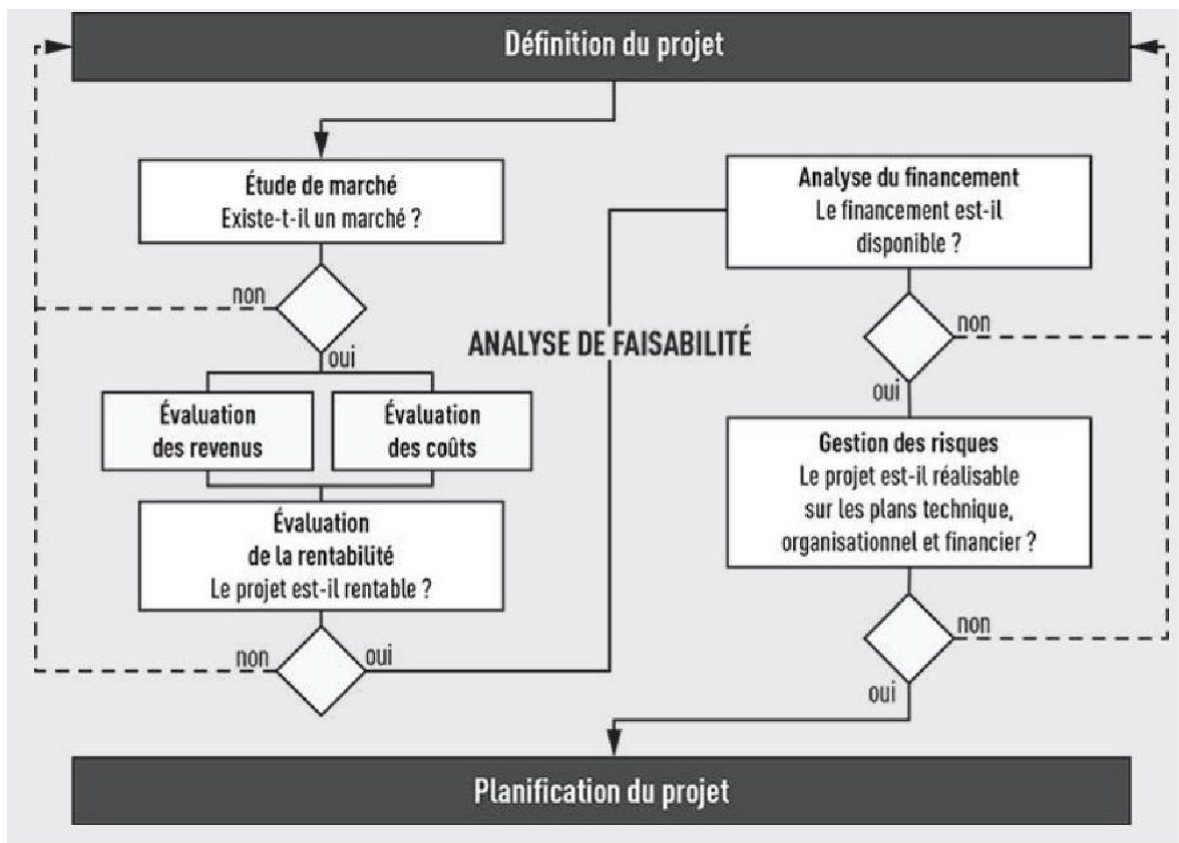 Définition du projet
Étude de marché
Existe-t-il un marché ?
non
oui
Évaluation
des revenus
Évaluation
des coûts
Évaluation
de la rentabilité
Le projet est-il rentable ?
non
oui
ANALYSE DE FAISABILITÉ
Analyse du financement
Le financement est-il
disponible ?
non
oui
Gestion des risques
Le projet est-il réalisable
sur les plans technique,
organisationnel et financier ?
non
oui
Planification du projet